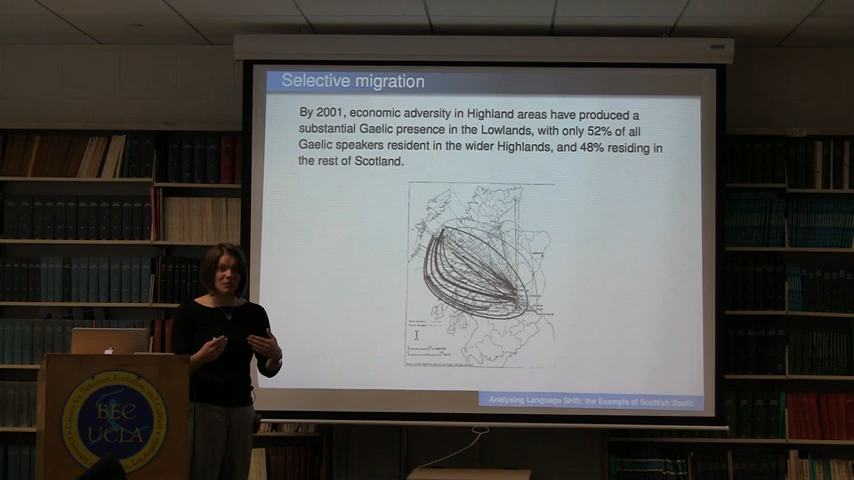 Selective migration
By 2001, economic adversity in Highland areas have produced a
substantial Gaelic presence in the Lowlands, with only 52% of all
Gaelic speakers resident in the wider Highlands, and 48% residing in
the rest of Scotland.
Analysing Language Shift: the Example of Scottish Gaelic
BEC
UCLA